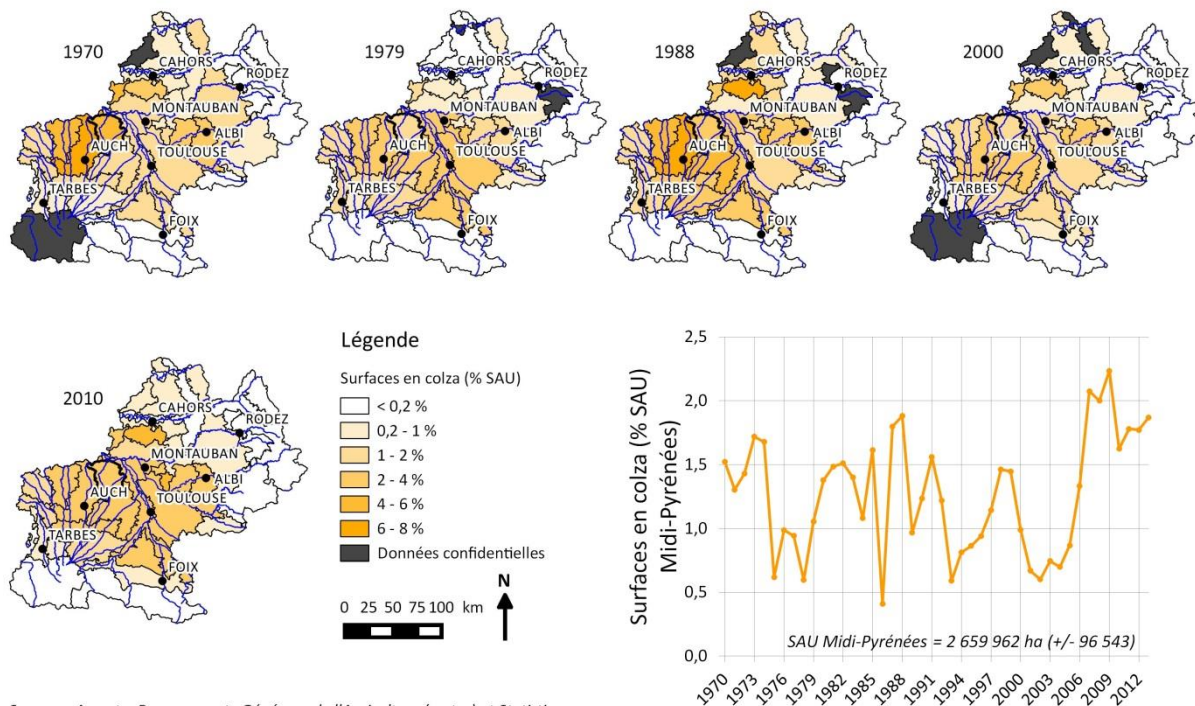 1970
CAHORS
RODEZ
MONTAUBAN
ALBI
AUCH
TOULOUSE
TARBES
FOIX
1979
CAHORS
RODEZ
MONTAUBAN
ALBI
AUCH
TOULOUSE
TARBES
FOIX
1988
CAHORS
RODEZ
MONTAUBAN
ALBI
AUCH
TOULOUSE
TARBES
FOIX
2000
CAHORS
RODEZ
MONTAUBAN
ALBI
AUCH
TOULOUSE
TARBES
FOIX
2010
CAHORS
RODEZ
MONTAUBAN
ALBI
AUCH
TOULOUSE
TARBES
FOIX
Légende
Surfaces en colza (% SAU)
< 0,2 %
0,2 - 1 %
1 - 2 %
2 - 4 %
4 - 6 %
6 - 8 %
Données confidentielles
N
0 25 50 75 100 km
Surfaces en colza (% SAU)
Midi-Pyrénées)
2,5
2,0
1,5
1,0
0,5
0,0
SAU Midi-Pyrénées = 2 659 962 ha (+/- 96 543)
1970 1973 1976 1979 1982 1985 1988 1991 1994 1997 2000 2003 2006 2009 2012